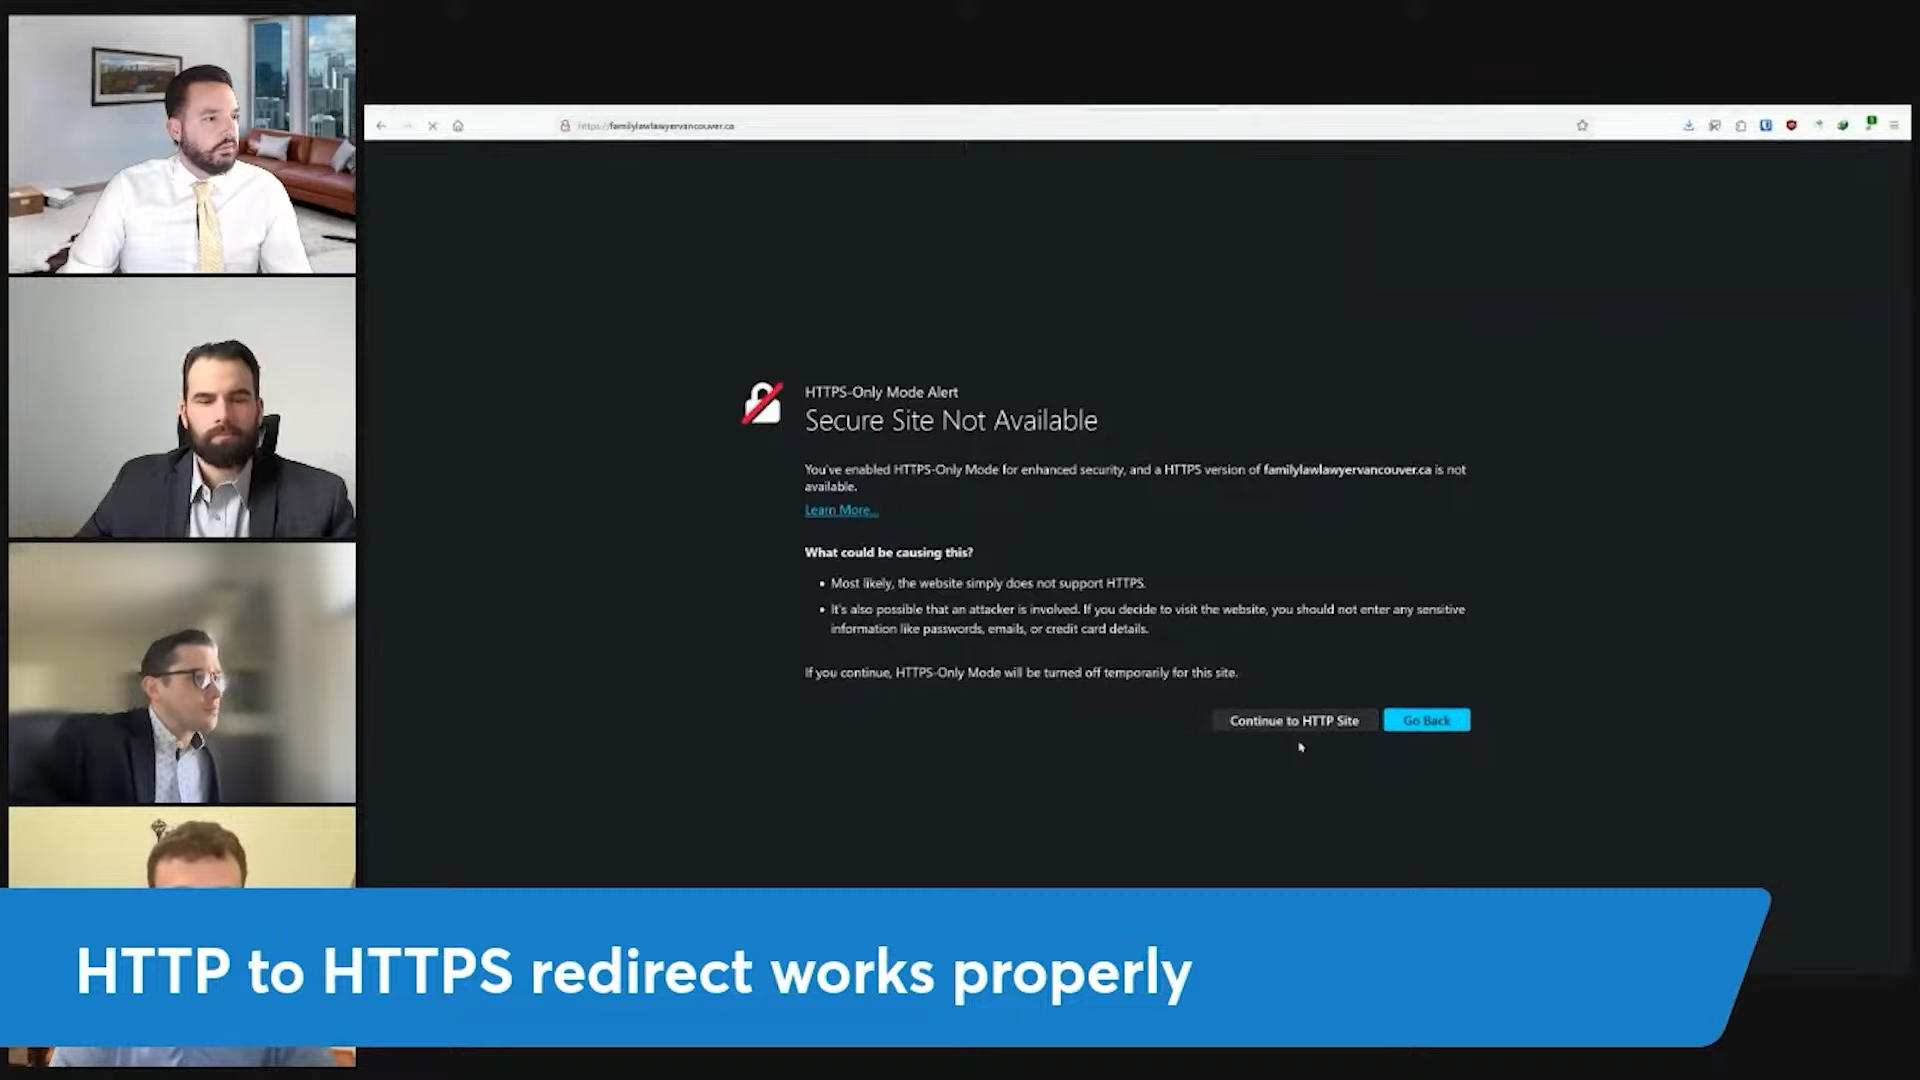 https://familylawlawyervancouver.ca
HTTPS-Only Mode Alert
Secure Site Not Available
You've enabled HTTPS-Only Mode for enhanced security, and a HTTPS version of familylawlawyervancouver.ca is not
available.
Learn More...
What could be causing this?
• Most likely, the website simply does not support HTTPS.
• It's also possible that an attacker is involved. If you decide to visit the website, you should not enter any sensitive
information like passwords, emails, or credit card details.
If you continue, HTTPS-Only Mode will be turned off temporarily for this site.
Continue to HTTP Site Go Back
HTTP to HTTPS redirect works properly